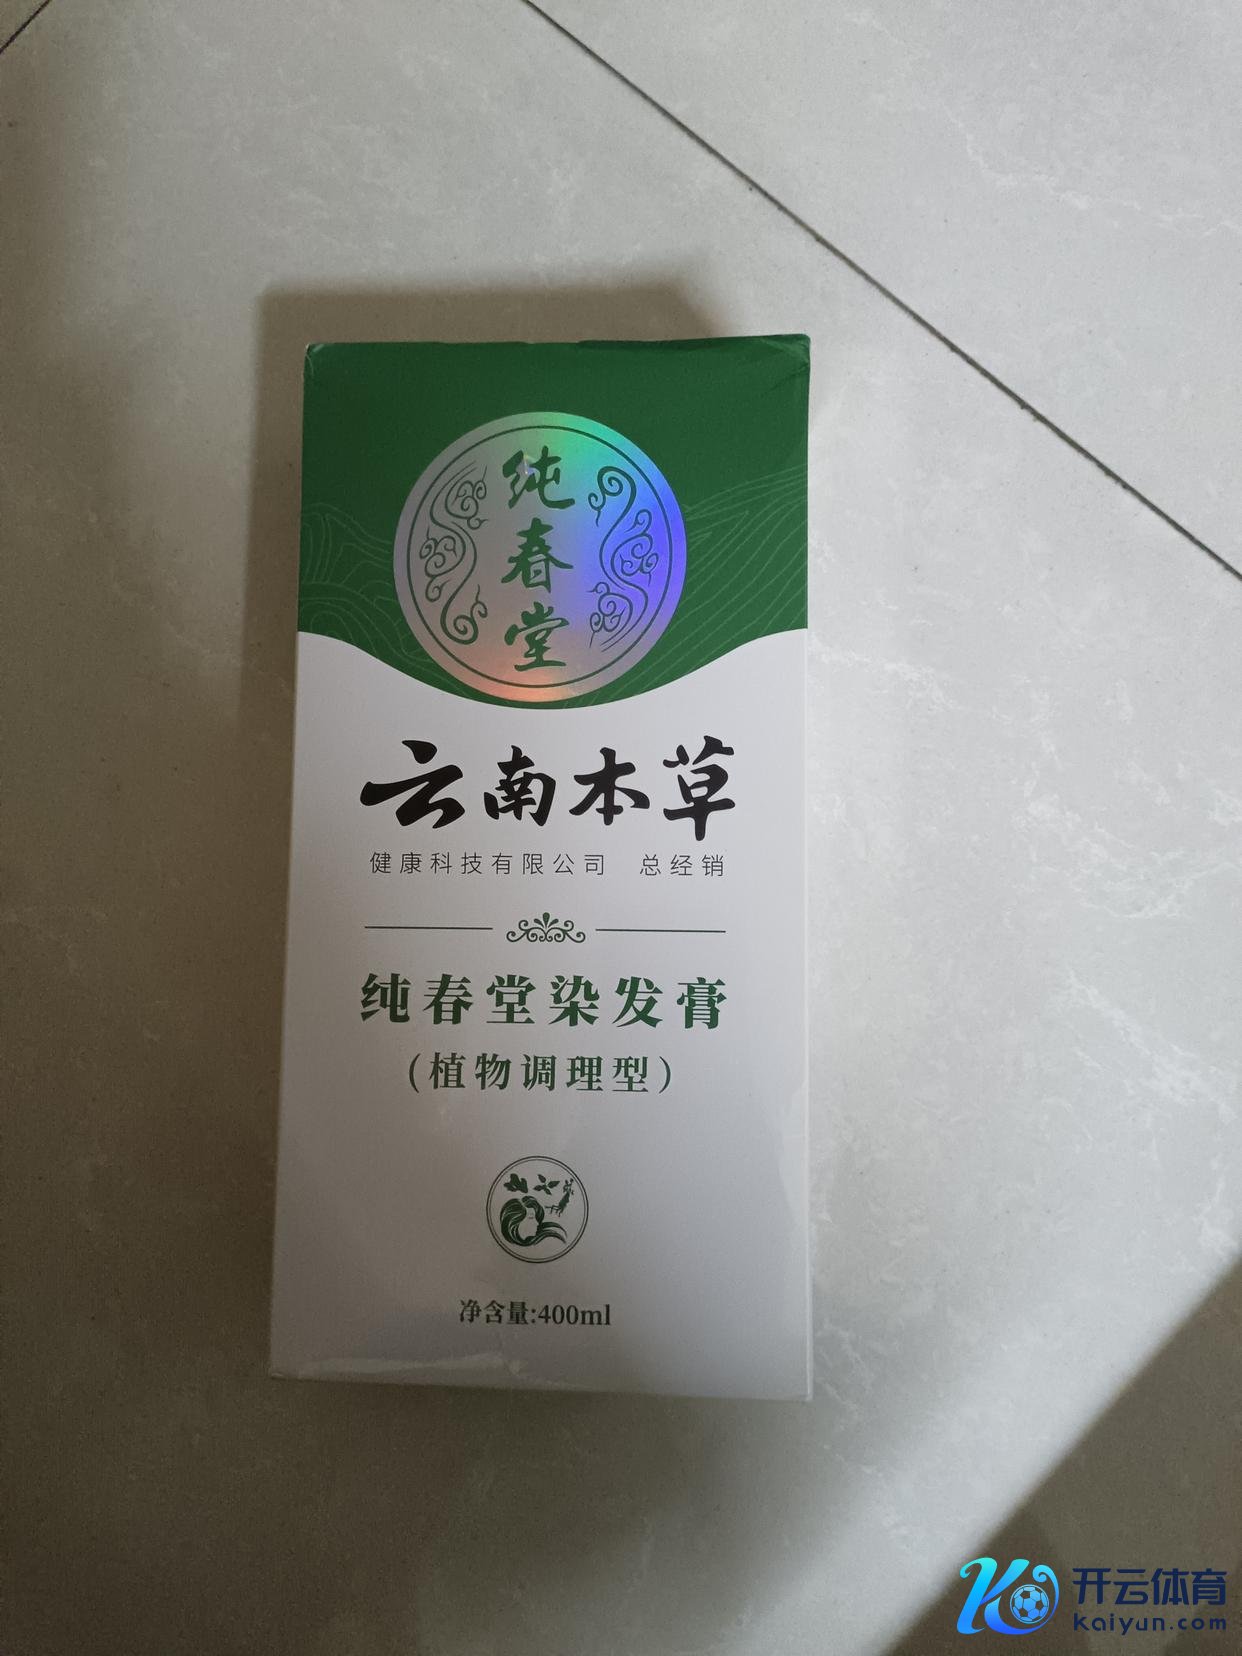 纯春堂
云南本草
健康科技有限公司 总经销
纯春堂染发膏
(植物调理型)
净含量:400ml
开云体育
kaiyun.com